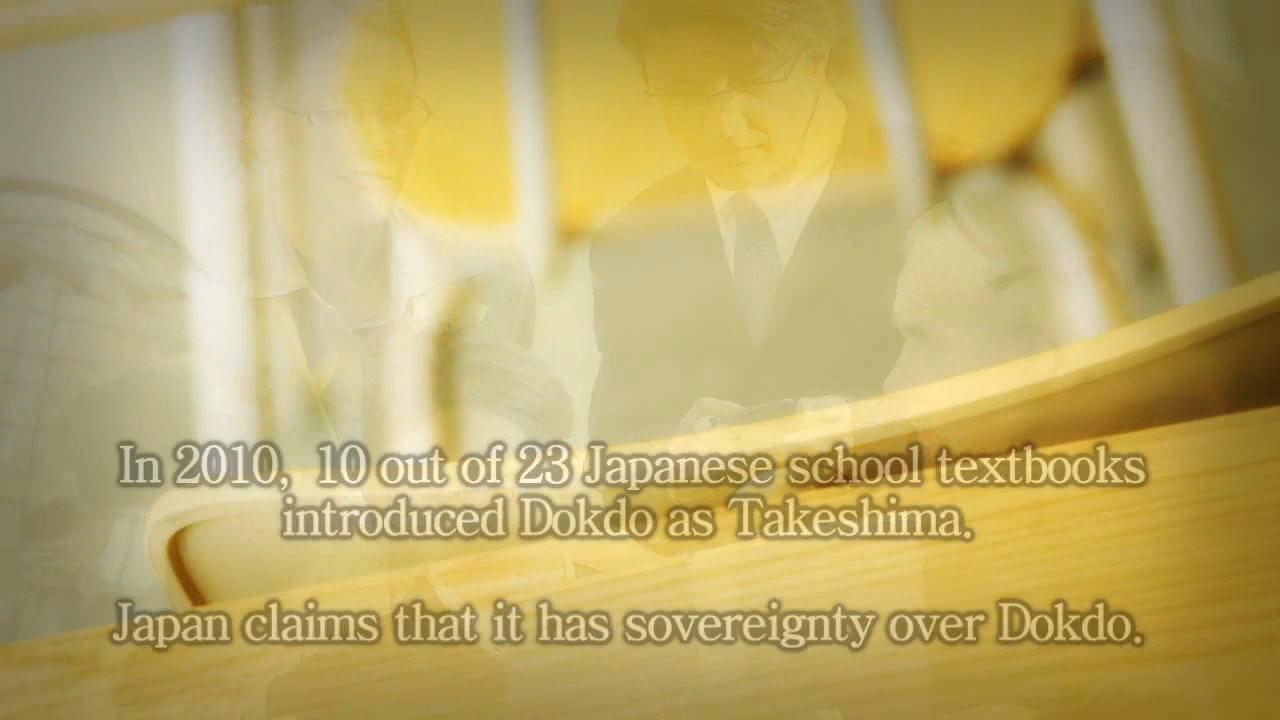 In 2010, 10 out of 23 Japanese school textbooks
introduced Dokdo as Takeshima.
Japan claims that it has sovereignty over Dokdo.